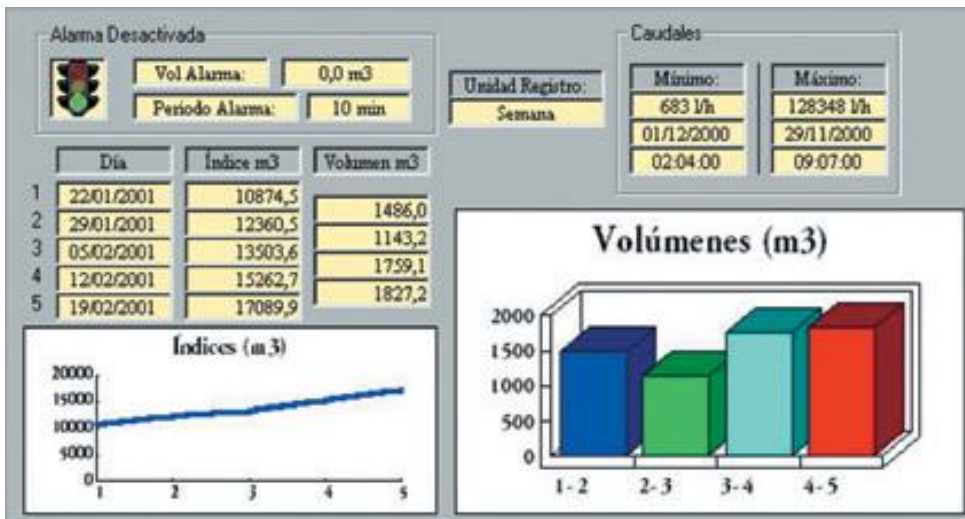 Alarma Desactivada
Vol Alarma: 0,0 m3
Periodo Alarma: 10 min
Unidad Registro:
Semana
Caudales
Mínimo: Máximo:
683 l/h 128348 l/h
01/12/2000 29/11/2000
02:04:00 09:07:00
Día Índice m3 Volumen m3
1 22/01/2001 10874,5
1486,0
2 29/01/2001 12360,5
1143,2
3 05/02/2001 13503,6
1759,1
4 12/02/2001 15262,7
1827,2
5 19/02/2001 17089,9
Índices (m3)
20000
15000
10000
5000
0
1 2 3 4 5
Volúmenes (m3)
2000
1500
1000
500
0
1-2 2-3 3-4 4-5